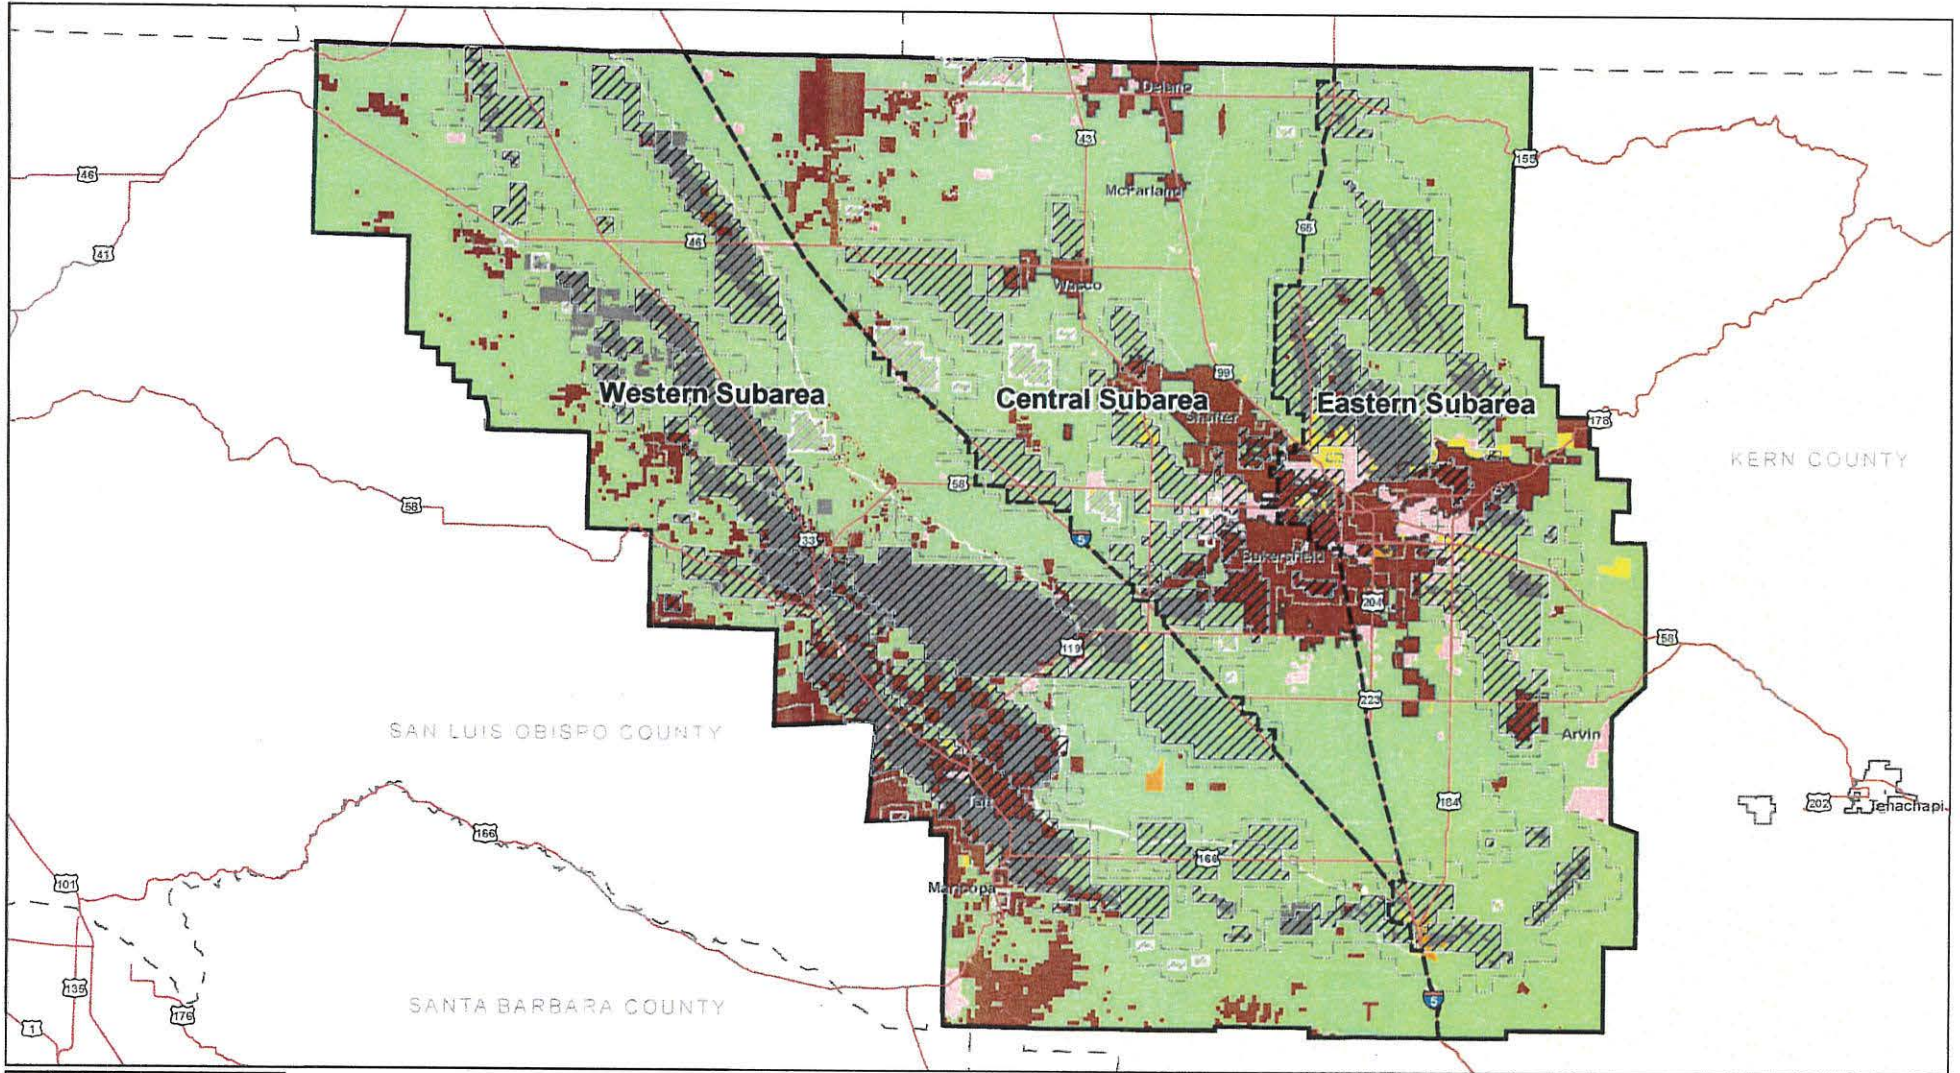 Delano
155
46
43
McFarland
65
41
46
Wasco
99
Western Subarea
Central Subarea
Eastern Subarea
Shafter
178
KERN COUNTY
58
58
33
5
Bakersfield
204
119
58
223
SAN LUIS OBISPO COUNTY
Arvin
Taft
184
202
Tehachapi
166
166
101
Maricopa
135
5
SANTA BARBARA COUNTY
176
1